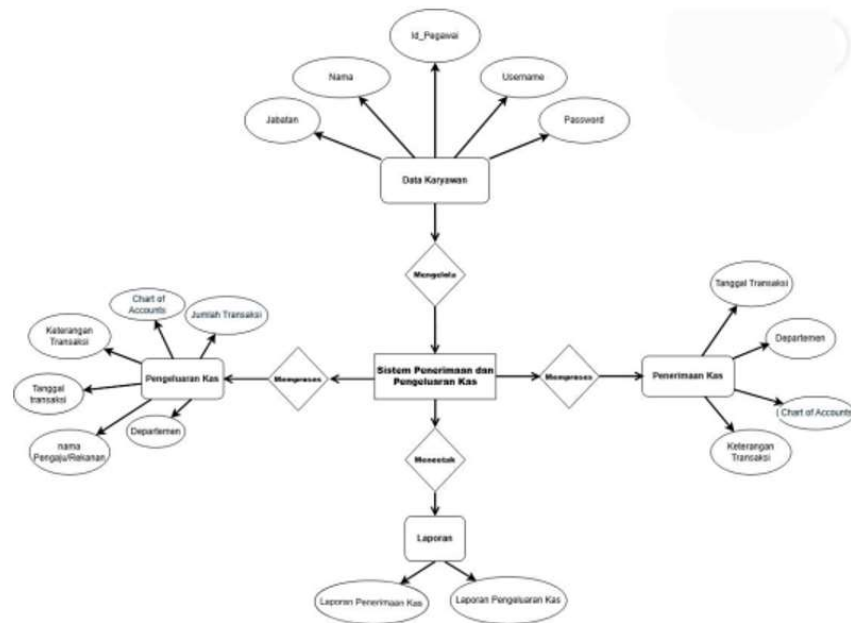 Id_Pegawai
Nama
Username
Jabatan
Password
Data Karyawan
Mengelola
Chart of
Accounts
Jumlah Transaksi
Keterangan
Transaksi
Pengeluaran Kas
Tanggal
transaksi
nama
Pengaju/Rekanan
Departemen
Memproses
Sistem Penerimaan dan
Pengeluaran Kas
Memproses
Tanggal Transaksi
Departemen
Penerimaan Kas
( Chart of Accounts
Keterangan
Transaksi
Mencetak
Laporan
Laporan Penerimaan Kas
Laporan Pengeluaran Kas